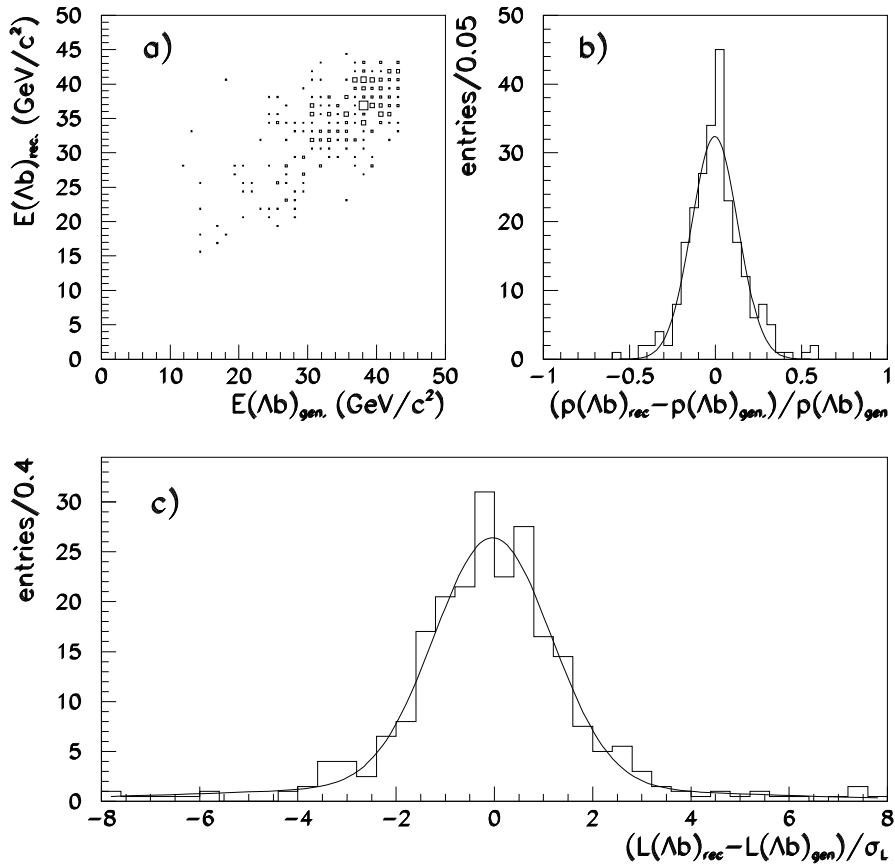 a)
E(Λb)rec. (GeV/c²)
50
45
40
35
30
25
20
15
10
5
0
0 10 20 30 40 50
E(Λb)gen. (GeV/c²)
b)
entries/0.05
50
40
30
20
10
0
−1 −0.5 0 0.5 1
(p(Λb)rec−p(Λb)gen.)/p(Λb)gen
c)
entries/0.4
30
25
20
15
10
5
0
−8 −6 −4 −2 0 2 4 6 8
(L(Λb)rec−L(Λb)gen)/σL